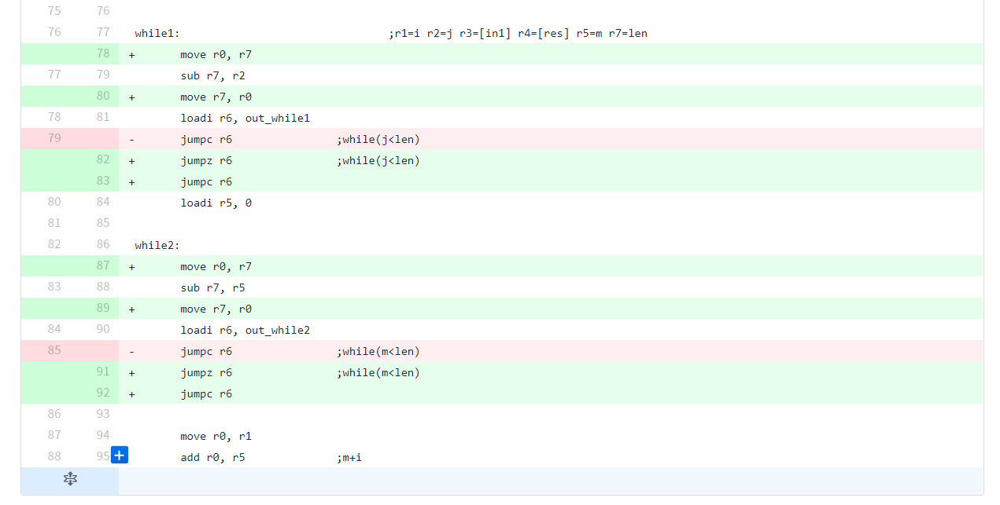 75 76
76 77 while1: ;r1=i r2=j r3=[in1] r4=[res] r5=m r7=len
78 + move r0, r7
77 79 sub r7, r2
80 + move r7, r0
78 81 loadi r6, out_while1
79 - jumpc r6 ;while(j<len)
82 + jumpz r6 ;while(j<len)
83 + jumpc r6
80 84 loadi r5, 0
81 85
82 86 while2:
87 + move r0, r7
83 88 sub r7, r5
89 + move r7, r0
84 90 loadi r6, out_while2
85 - jumpc r6 ;while(m<len)
91 + jumpz r6 ;while(m<len)
92 + jumpc r6
86 93
87 94 move r0, r1
88 95 add r0, r5 ;m+i